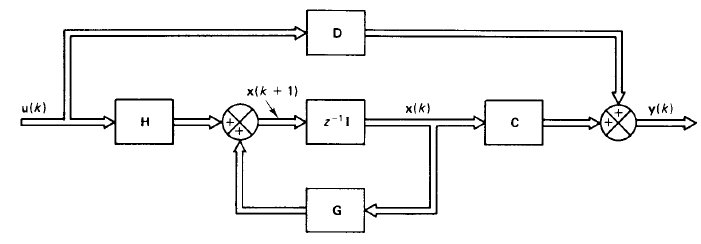 D
u(k)
H
x(k + 1)
z⁻¹I
x(k)
C
y(k)
+
+
+
+
G